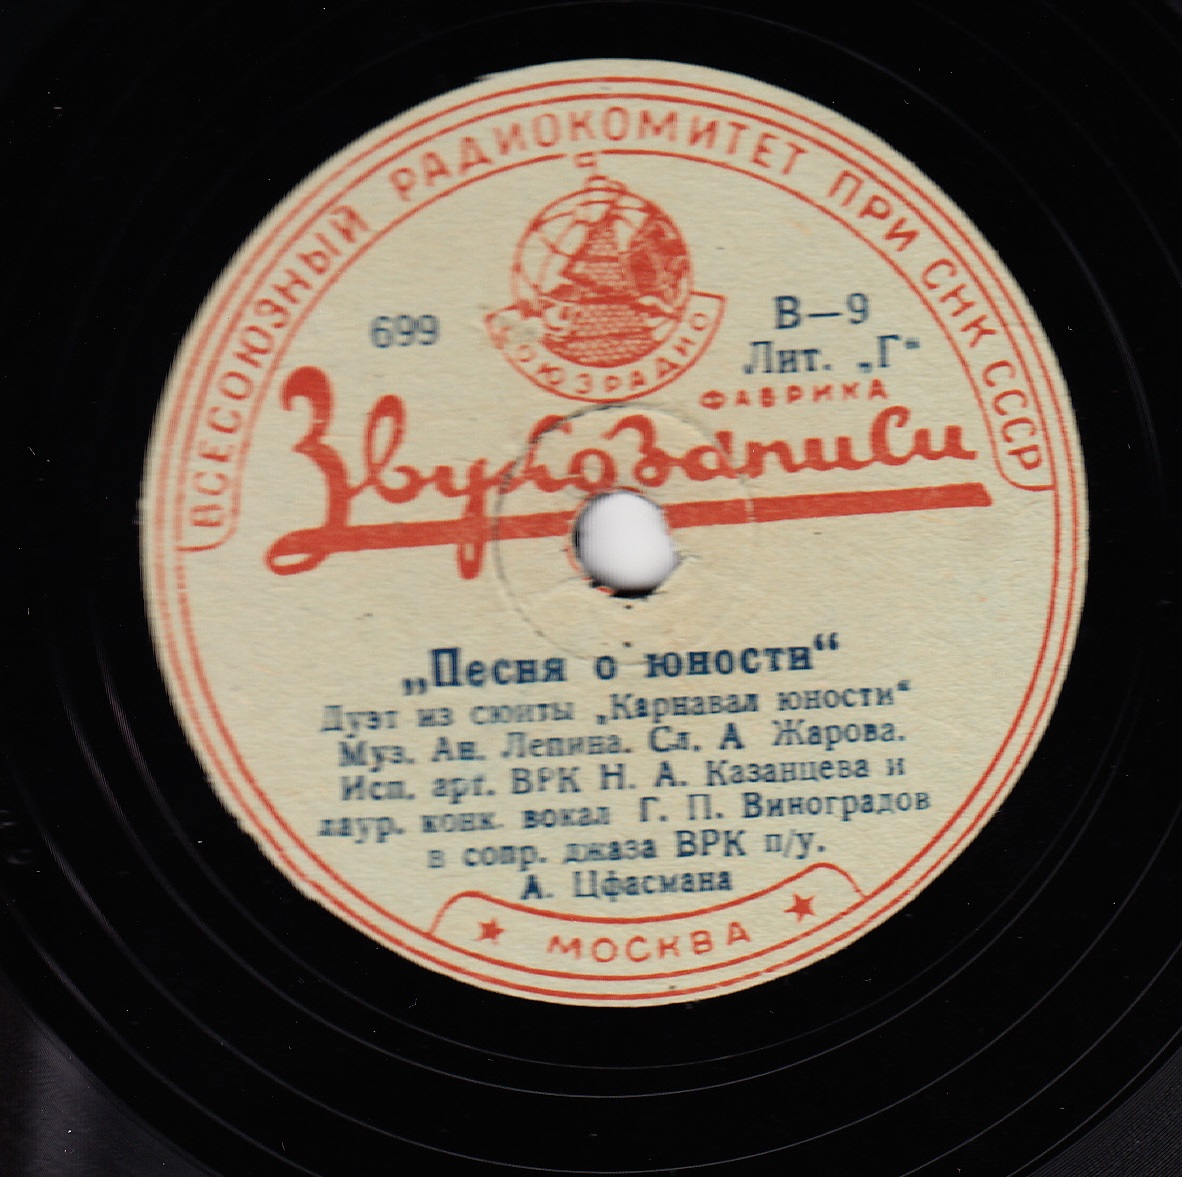 ВСЕСОЮЗНЫЙ РАДИОКОМИТЕТ ПРИ СНК СССР
СОЮЗРАДИО
699
В—9
Лит. „Г“
ФАБРИКА
Звукозаписи
„Песня о юности“
Дуэт из сюиты „Карнавал юности“
Муз. Ан. Лепина. Сл. А Жарова.
Исп. арт. ВРК Н. А. Казанцева и
лаур. конк. вокал Г. П. Виноградов
в сопр. джаза ВРК п/у.
А. Цфасмана
МОСКВА